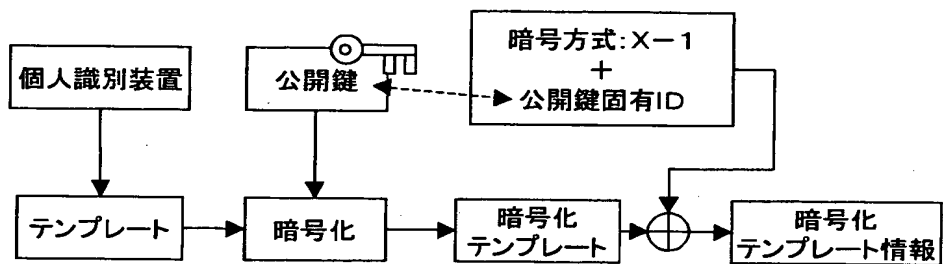 個人識別装置
公開鍵
暗号方式:X-1
+
公開鍵固有ID
テンプレート
暗号化
暗号化
テンプレート
暗号化
テンプレート情報